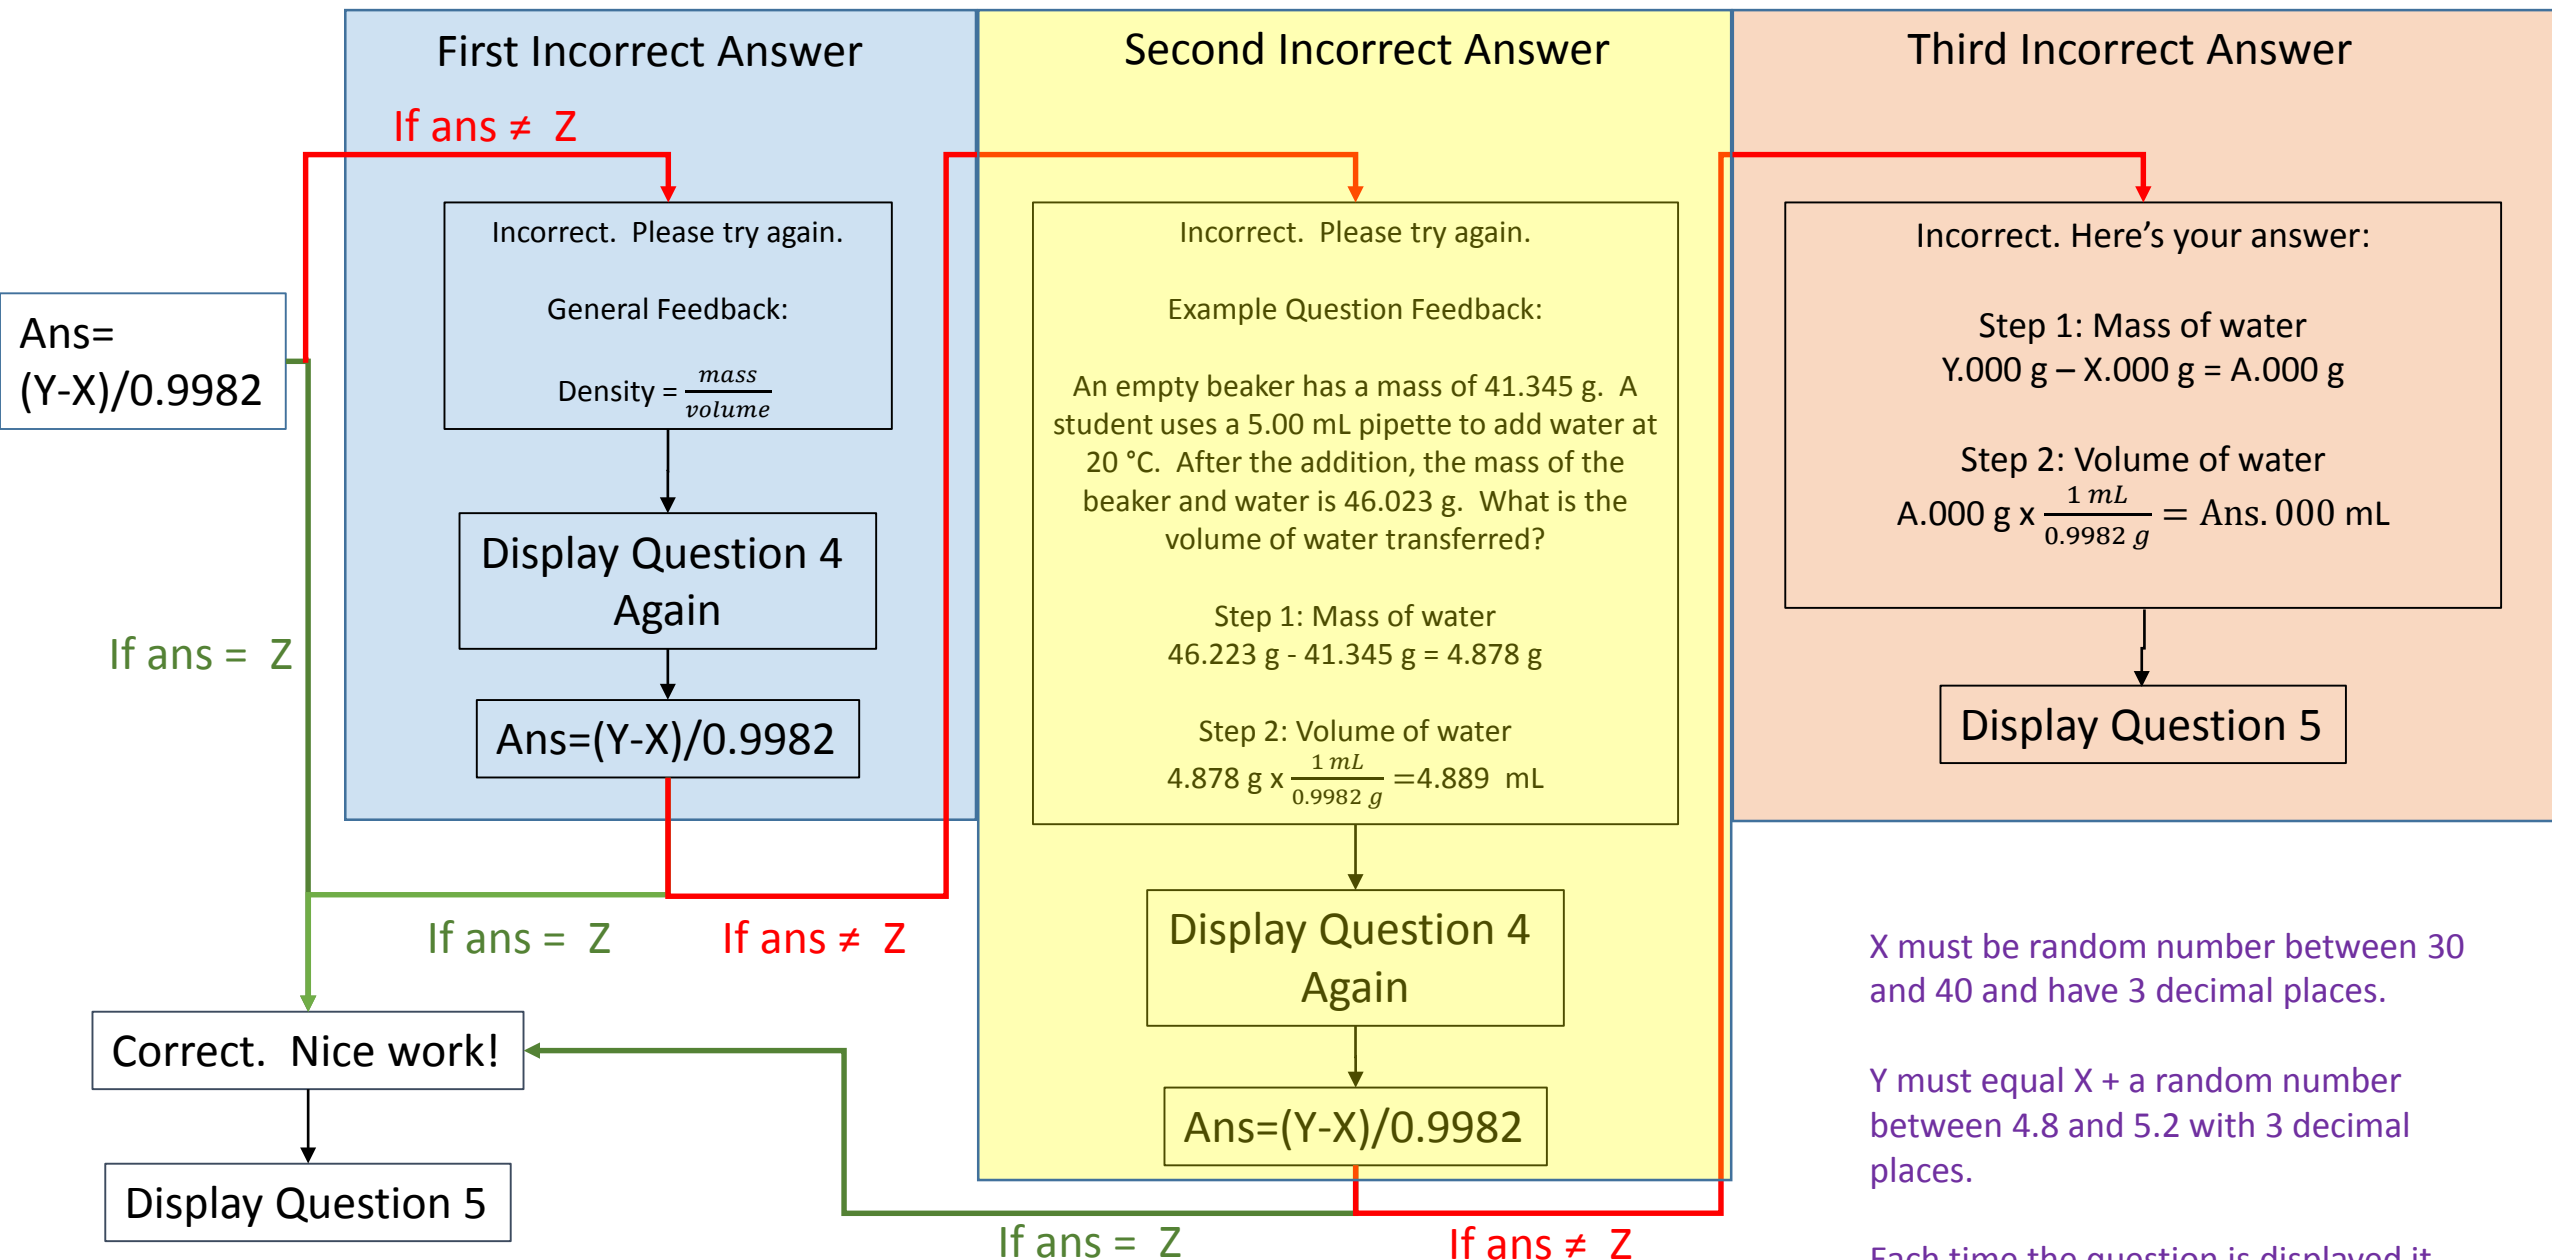 First Incorrect Answer
Second Incorrect Answer
Third Incorrect Answer
If ans ≠ Z
Ans=
(Y-X)/0.9982
If ans = Z
Incorrect. Please try again.
General Feedback:
Density = mass/volume
Display Question 4
Again
Ans=(Y-X)/0.9982
If ans = Z
If ans ≠ Z
Correct. Nice work!
Display Question 5
Incorrect. Please try again.
Example Question Feedback:
An empty beaker has a mass of 41.345 g. A
student uses a 5.00 mL pipette to add water at
20 °C. After the addition, the mass of the
beaker and water is 46.023 g. What is the
volume of water transferred?
Step 1: Mass of water
46.223 g - 41.345 g = 4.878 g
Step 2: Volume of water
4.878 g x 1 mL/0.9982 g =4.889 mL
Display Question 4
Again
Ans=(Y-X)/0.9982
If ans = Z
If ans ≠ Z
Incorrect. Here’s your answer:
Step 1: Mass of water
Y.000 g – X.000 g = A.000 g
Step 2: Volume of water
A.000 g x 1 mL/0.9982 g = Ans. 000 mL
Display Question 5
X must be random number between 30
and 40 and have 3 decimal places.
Y must equal X + a random number
between 4.8 and 5.2 with 3 decimal
places.
Each time the question is displayed it